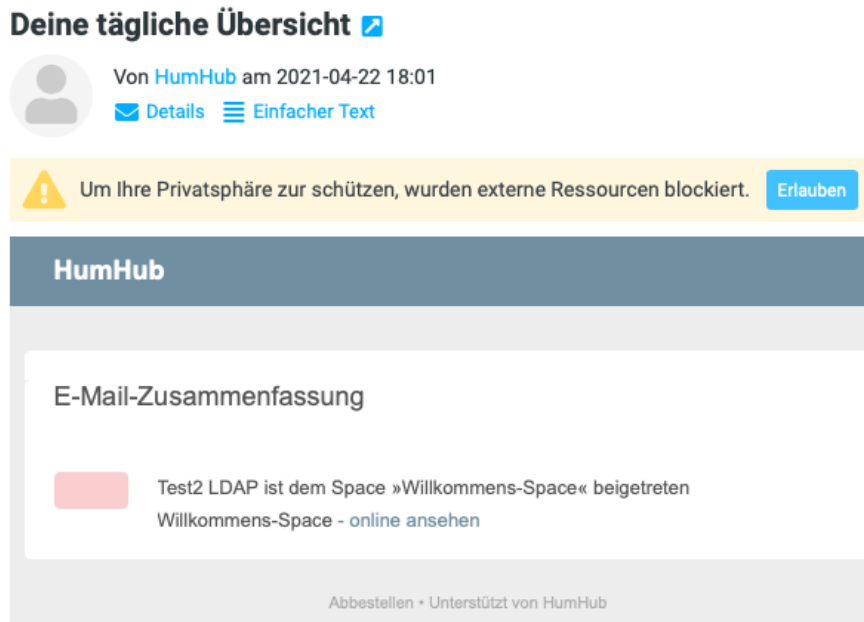 Deine tägliche Übersicht
Von HumHub am 2021-04-22 18:01
Details Einfacher Text
Um Ihre Privatsphäre zur schützen, wurden externe Ressourcen blockiert. Erlauben
HumHub
E-Mail-Zusammenfassung
Test2 LDAP ist dem Space »Willkommens-Space« beigetreten
Willkommens-Space - online ansehen
Abbestellen • Unterstützt von HumHub